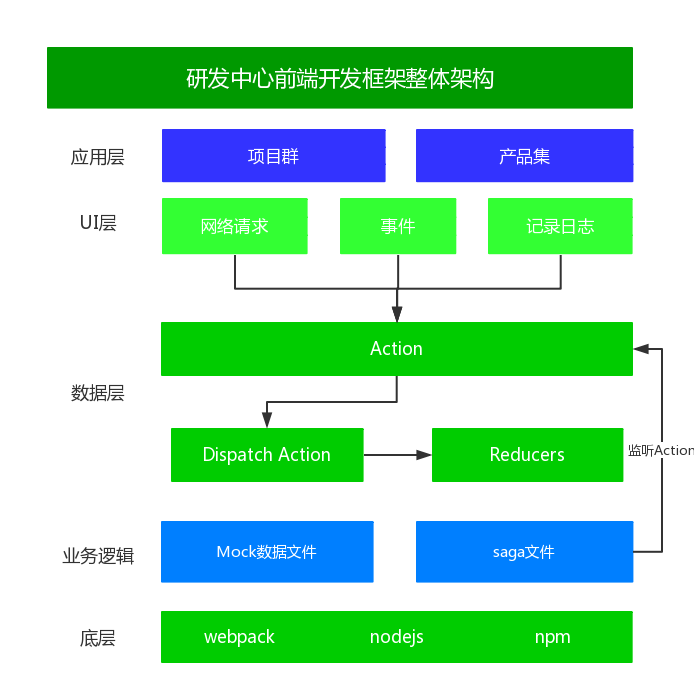 研发中心前端开发框架整体架构
应用层
项目群
产品集
UI层
网络请求
事件
记录日志
Action
数据层
Dispatch Action
Reducers
监听Action
业务逻辑
Mock数据文件
saga文件
底层
webpack
nodejs
npm